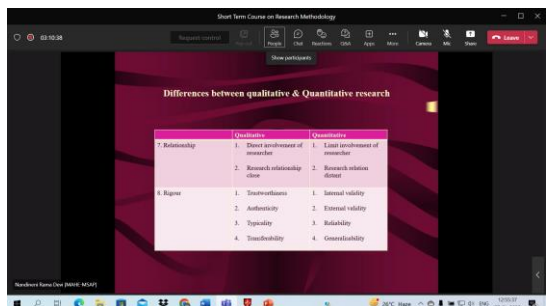 Short Term Course on Research Methodology
03:10:38
Request control
People
Chat
Reactions
Q&A
Apps
More
Camera
Mic
Share
Leave
Show participants
Differences between qualitative & Quantitative research
Qualitative
Quantitative
7. Relationship
1. Direct involvement of researcher
2. Research relationship close
1. Limit involvement of researcher
2. Research relation distant
8. Rigour
1. Trustworthiness
2. Authenticity
3. Typicality
4. Transferability
1. Internal validity
2. External validity
3. Reliability
4. Generalisability
Nandineni Rama Devi [MAHE-MSAP]
26°C Haze
ENG